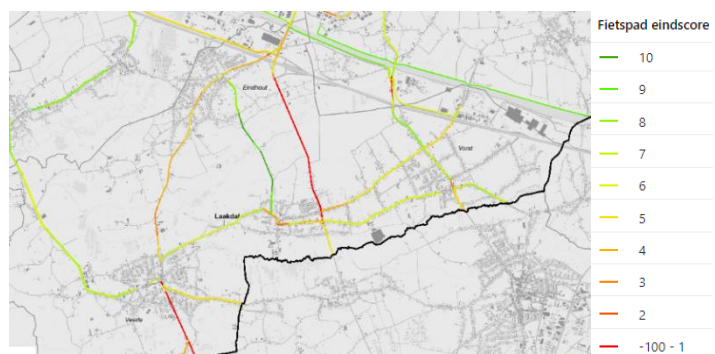 Fietspad eindscore
10
9
8
7
6
5
4
3
2
-100 - 1
Eindhout
Vorst
Laakdal
Veerle